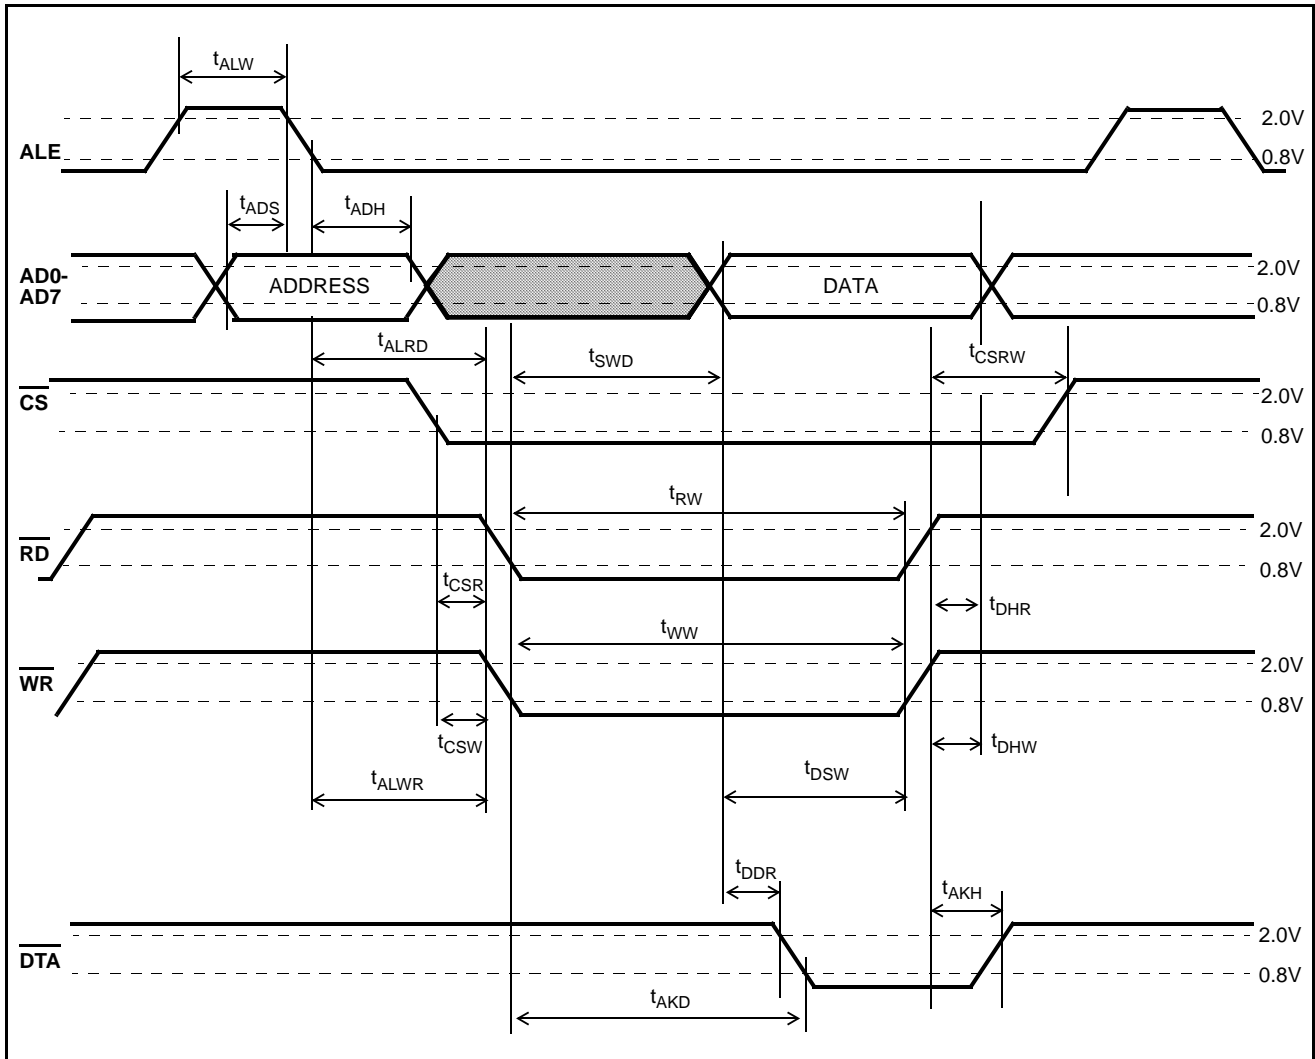 tALW
2.0V
ALE
0.8V
tADS
tADH
AD0-
AD7
ADDRESS
DATA
2.0V
0.8V
tALRD
tSWD
tCSRW
CS
2.0V
0.8V
tRW
RD
2.0V
0.8V
tCSR
tDHR
tWW
WR
2.0V
0.8V
tCSW
tDHW
tDSW
tALWR
tDDR
tAKH
DTA
2.0V
0.8V
tAKD